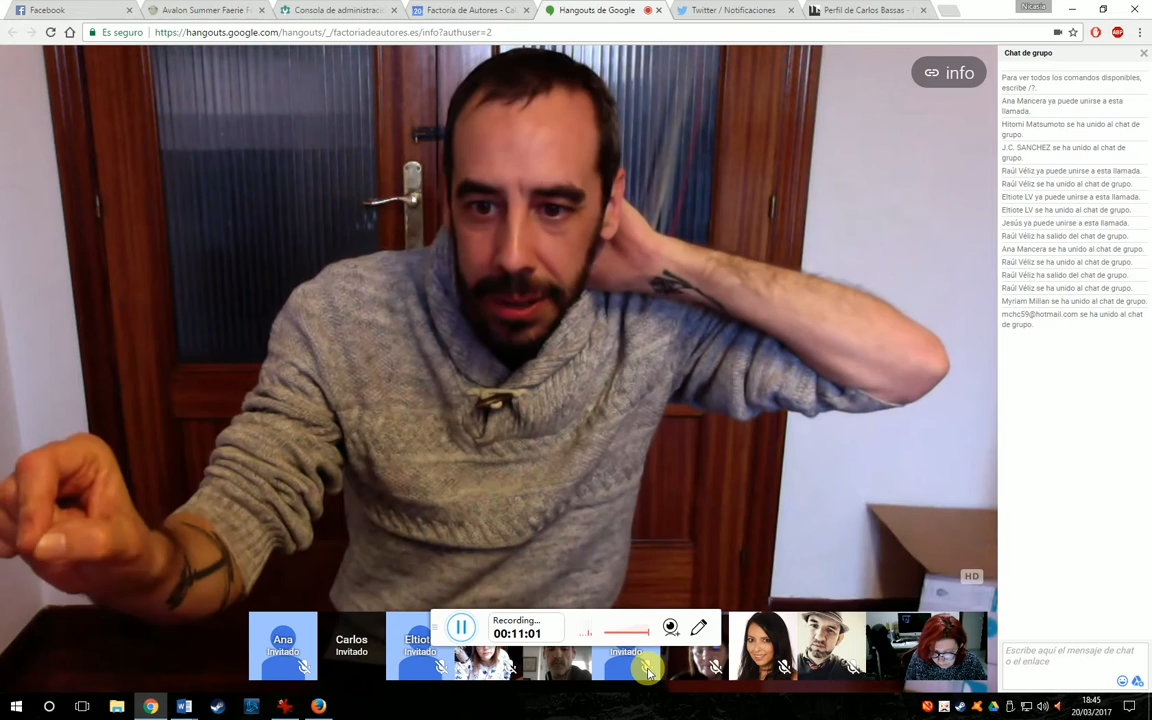 Facebook
Avalon Summer Faerie F
Consola de administraci
Factoría de Autores - Ca
Hangouts de Google
Twitter / Notificaciones
Perfil de Carlos Bassas - 
Nicasia
Es seguro
https://hangouts.google.com/hangouts/_/factoriadeautores.es/info?authuser=2
ABP
20
info
Chat de grupo
Para ver todos los comandos disponibles,
escribe /?.
Ana Mancera ya puede unirse a esta
llamada.
Hitomi Matsumoto se ha unido al chat de
grupo.
J.C. SANCHEZ se ha unido al chat de
grupo.
Raúl Véliz ya puede unirse a esta llamada.
Raúl Véliz se ha unido al chat de grupo.
Eltiote LV ya puede unirse a esta llamada.
Eltiote LV se ha unido al chat de grupo.
Jesús ya puede unirse a esta llamada.
Raúl Véliz ha salido del chat de grupo.
Ana Mancera se ha unido al chat de grupo.
Raúl Véliz se ha unido al chat de grupo.
Raúl Véliz ha salido del chat de grupo.
Raúl Véliz se ha unido al chat de grupo.
Myriam Millan se ha unido al chat de grupo.
mchc59@hotmail.com se ha unido al chat
de grupo.
HD
Recording...
00:11:01
Ana
Invitado
Carlos
Invitado
Eltiot
Invitado
Invitado
Escribe aquí el mensaje de chat
o el enlace
18:45
20/03/2017